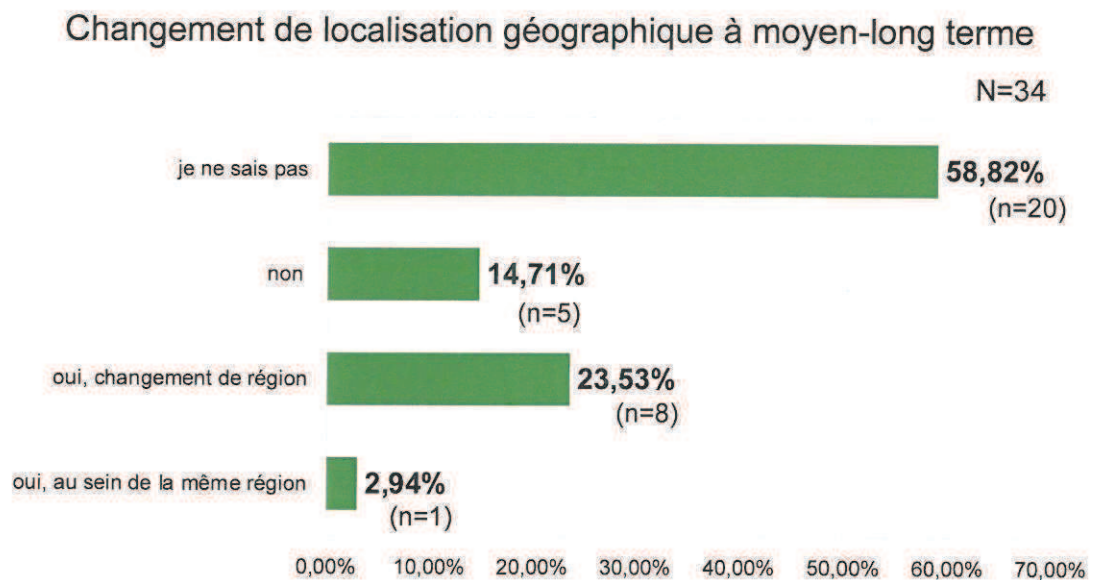 Changement de localisation géographique à moyen-long terme
N=34
je ne sais pas
58,82%
(n=20)
non
14,71%
(n=5)
oui, changement de région
23,53%
(n=8)
oui, au sein de la même région
2,94%
(n=1)
0,00% 10,00% 20,00% 30,00% 40,00% 50,00% 60,00% 70,00%